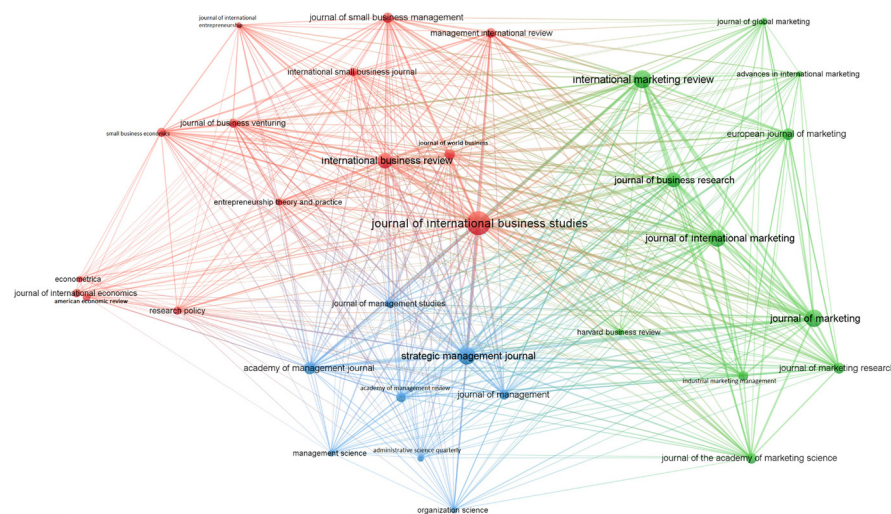 journal of international
entrepreneurship
journal of small business management
journal of global marketing
management international review
international small business journal
advances in international marketing
international marketing review
journal of business venturing
small business economics
european journal of marketing
journal of world business
international business review
journal of business research
entrepreneurship theory and practice
journal of international business studies
journal of international marketing
econometrica
journal of international economics
american economic review
research policy
journal of management studies
journal of marketing
harvard business review
strategic management journal
academy of management journal
journal of marketing research
industrial marketing management
academy of management review
journal of management
management science
administrative science quarterly
journal of the academy of marketing science
organization science